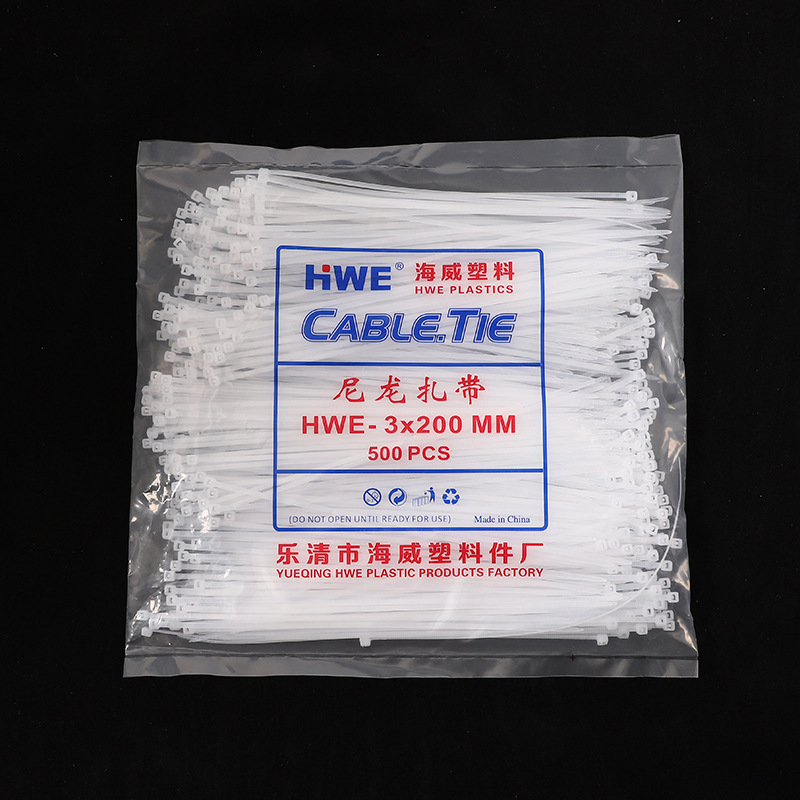 HWE® 海威塑料
HWE PLASTICS
CABLE.TIE
尼龙扎带
HWE- 3x200 MM
500 PCS
(DO NOT OPEN UNTIL READY FOR USE) Made in China
乐清市海威塑料件厂
YUEQING HWE PLASTIC PRODUCTS FACTORY